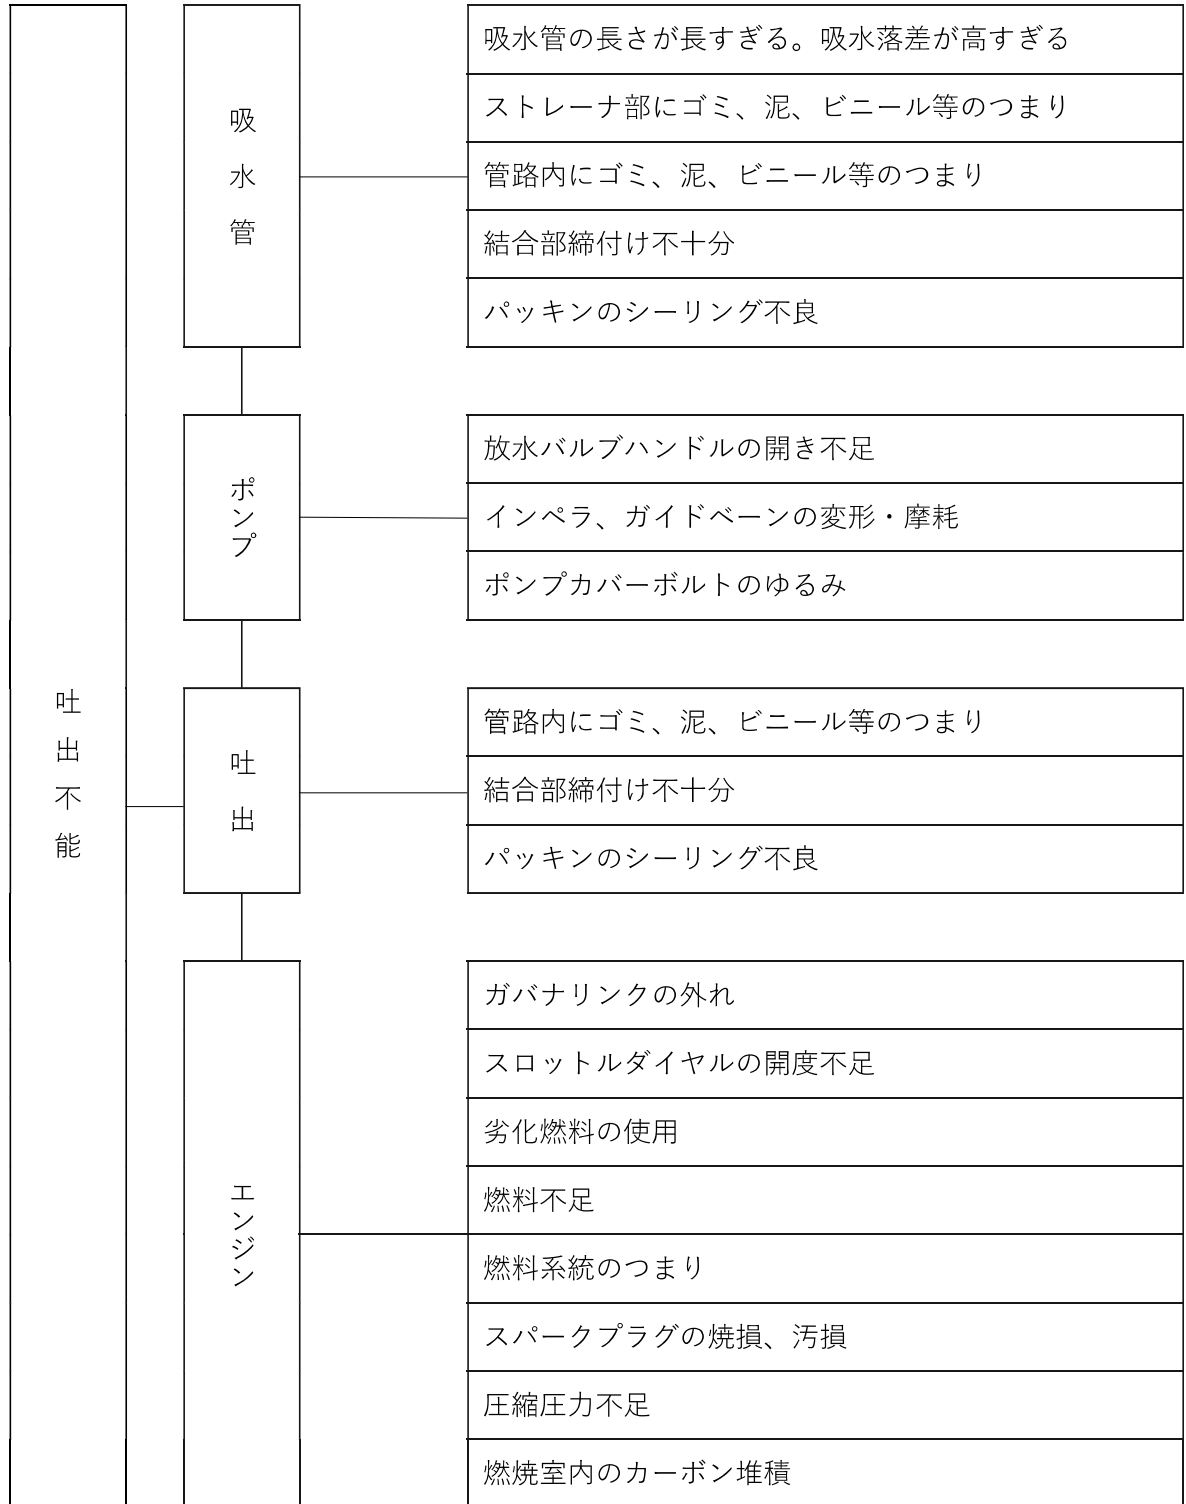 吐出不能
吸水管
吸水管の長さが長すぎる。吸水落差が高すぎる
ストレーナ部にゴミ、泥、ビニール等のつまり
管路内にゴミ、泥、ビニール等のつまり
結合部締付け不十分
パッキンのシーリング不良
ポンプ
放水バルブハンドルの開き不足
インペラ、ガイドベーンの変形・摩耗
ポンプカバーボルトのゆるみ
吐出
管路内にゴミ、泥、ビニール等のつまり
結合部締付け不十分
パッキンのシーリング不良
エンジン
ガバナリンクの外れ
スロットルダイヤルの開度不足
劣化燃料の使用
燃料不足
燃料系統のつまり
スパークプラグの焼損、汚損
圧縮圧力不足
燃焼室内のカーボン堆積